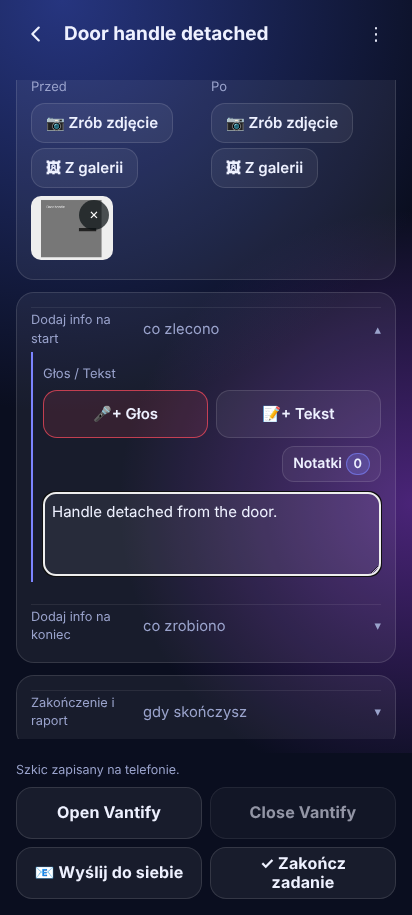 Door handle detached
Przed
Po
📷 Zrób zdjęcie
📷 Zrób zdjęcie
🖼 Z galerii
🖼 Z galerii
Dodaj info na start
co zlecono
Głos / Tekst
🎤+ Głos
📝+ Tekst
Notatki 0
Handle detached from the door.
Dodaj info na koniec
co zrobiono
Zakończenie i raport
gdy skończysz
Szkic zapisany na telefonie.
Open Vantify
Close Vantify
📧 Wyślij do siebie
✓ Zakończ zadanie